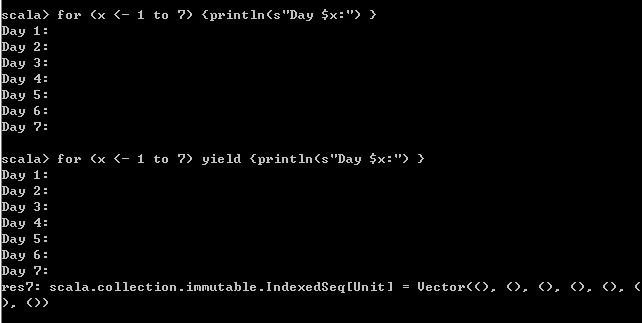 scala> for (x <- 1 to 7) {println(s"Day $x:") }
Day 1:
Day 2:
Day 3:
Day 4:
Day 5:
Day 6:
Day 7:
scala> for (x <- 1 to 7) yield {println(s"Day $x:") }
Day 1:
Day 2:
Day 3:
Day 4:
Day 5:
Day 6:
Day 7:
res7: scala.collection.immutable.IndexedSeq[Unit] = Vector((), (), (), (), (), (
), ())